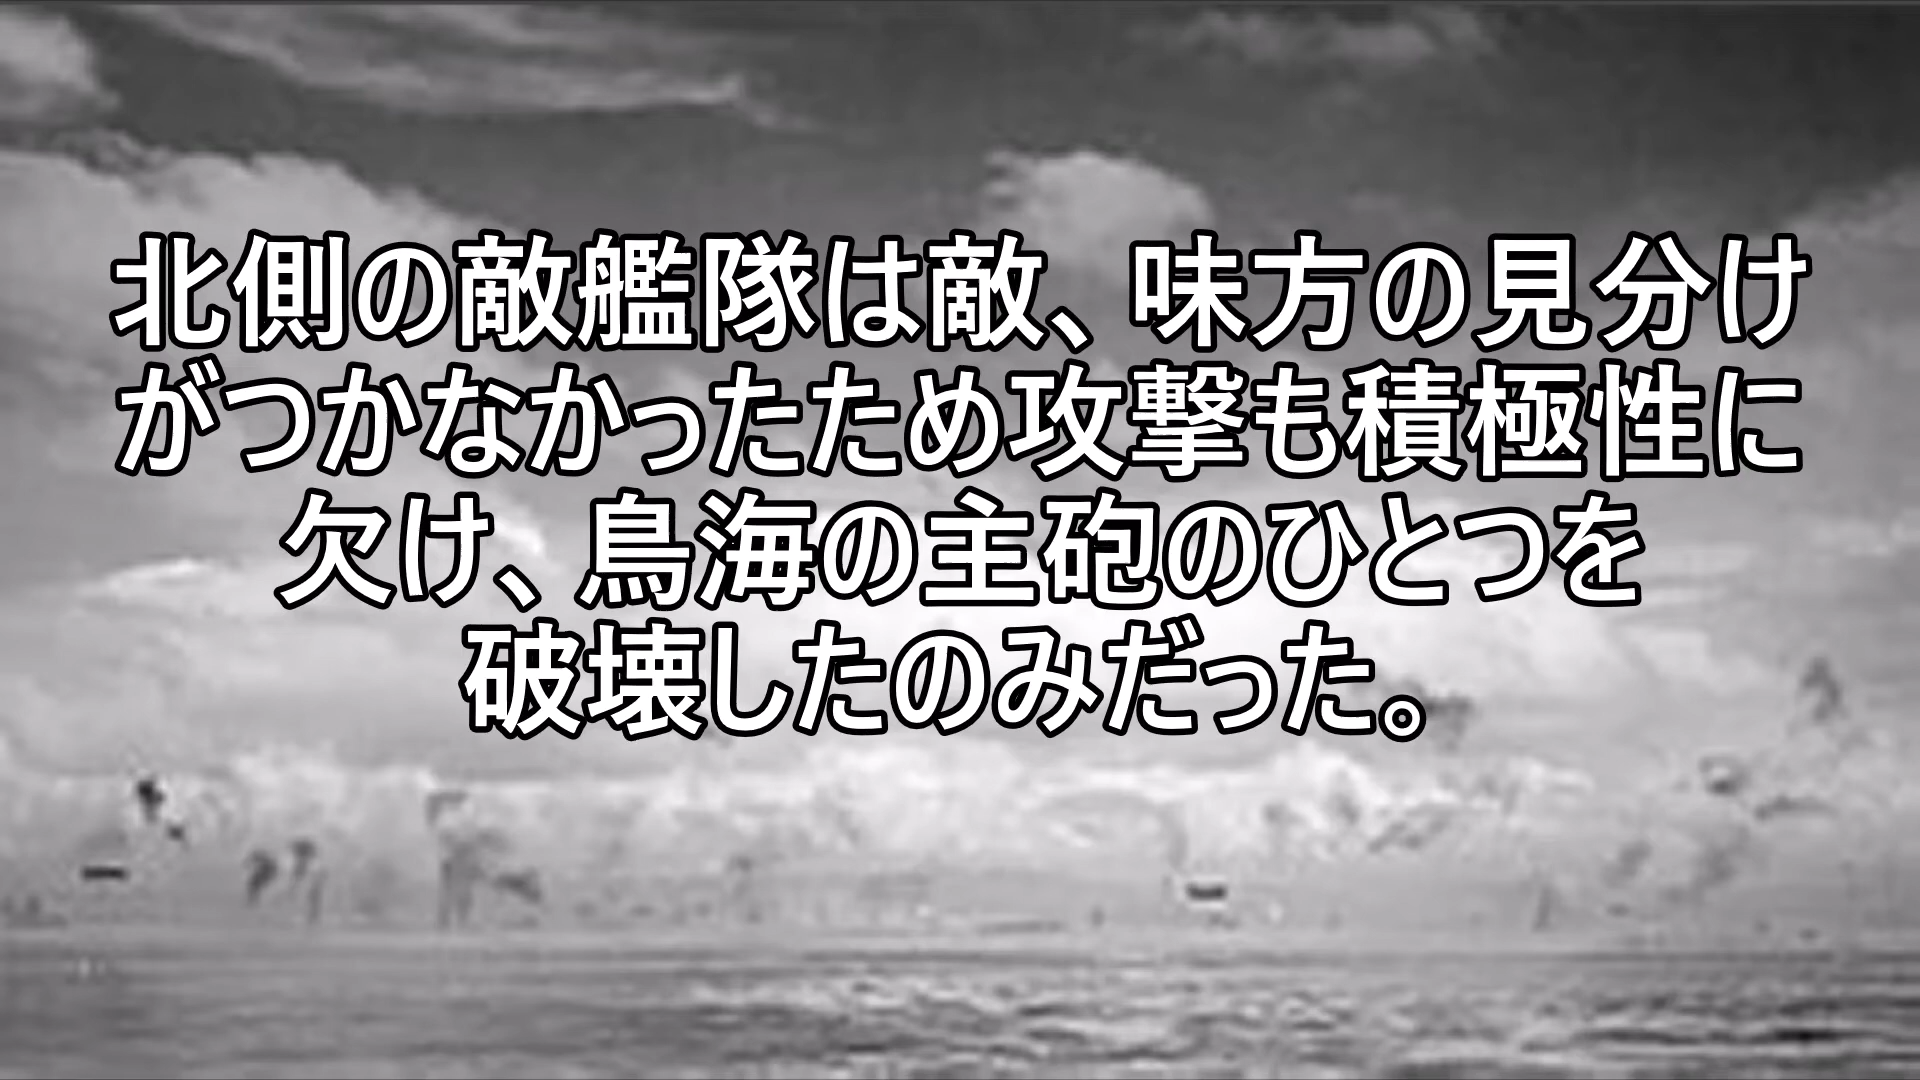 北側の敵艦隊は敵、味方の見分け
がつかなかったため攻撃も積極性に
欠け、鳥海の主砲のひとつを
破壊したのみだった。